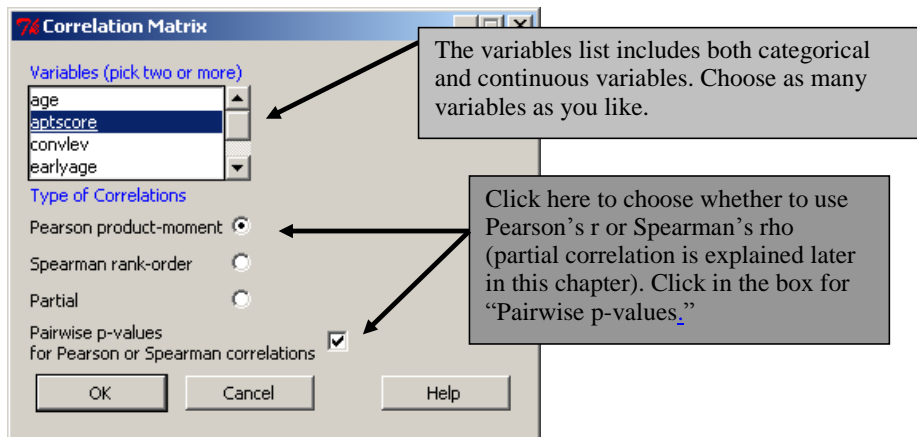 Correlation Matrix
The variables list includes both categorical
and continuous variables. Choose as many
variables as you like.
Variables (pick two or more)
age
aptscore
convlev
earlyage
Type of Correlations
Pearson product-moment
Spearman rank-order
Partial
Pairwise p-values
for Pearson or Spearman correlations
Click here to choose whether to use
Pearson’s r or Spearman’s rho
(partial correlation is explained later
in this chapter). Click in the box for
“Pairwise p-values.”
OK Cancel Help